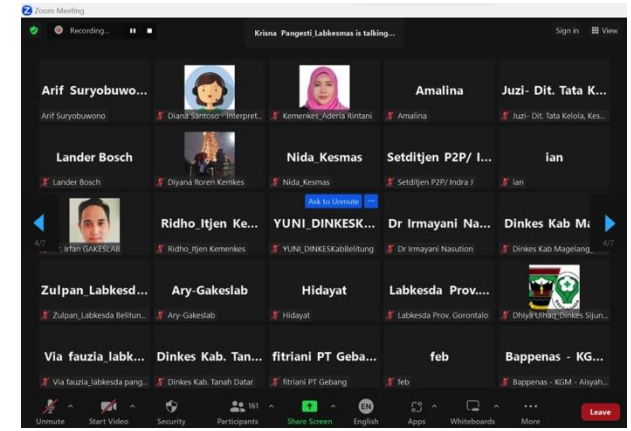 Zoom Meeting
Recording...
Krisna Pangesti_Labkesmas is talking...
Sign in
View
Arif Suryobuwo...
Amalina
Juzi- Dit. Tata K...
Arif Suryobuwono
Diana Santoso - Interpret...
Kemenkes_Aderia Rintani
Amalina
Juzi- Dit. Tata Kelola, Kes...
Lander Bosch
Nida_Kesmas
Setditjen P2P/ I...
ian
Lander Bosch
Diyana Roren Kemkes
Nida_Kesmas
Setditjen P2P/ Indra J
ian
Ask to Unmute
Ridho_Itjen Ke...
YUNI_DINKESK...
Dr Irmayani Na...
Dinkes Kab Ma
4/7
Irfan GAKESLAB
Ridho_Itjen Kemenkes
YUNI_DINKESKabBelitung
Dr Irmayani Nasution
Dinkes Kab Magelang_
4/7
Zulpan_Labkesd...
Ary-Gakeslab
Hidayat
Labkesda Prov....
Zulpan_Labkesda Belitun...
Ary-Gakeslab
Hidayat
Labkesda Prov. Gorontalo
Via fauzia_labk...
Dinkes Kab. Tan...
fitriani PT Geba...
feb
Bappenas - KG...
Via fauzia_labkesda pang...
Dinkes Kab. Tanah Datar
fitriani PT Gebang
feb
Bappenas - KGM - Aisyah...
161
EN
Unmute
Start Video
Security
Participants
Share Screen
English
Apps
Whiteboards
More
Leave